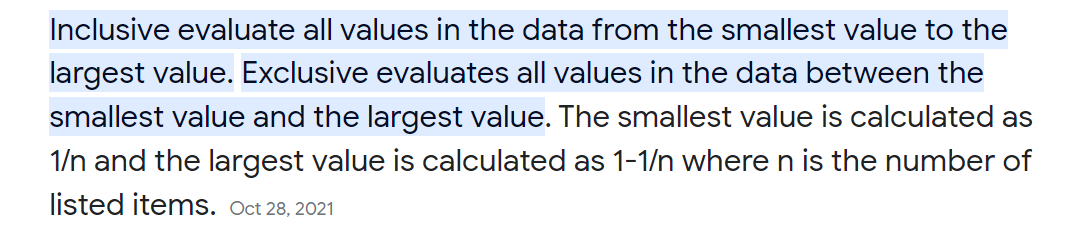 Inclusive evaluate all values in the data from the smallest value to the
largest value. Exclusive evaluates all values in the data between the
smallest value and the largest value. The smallest value is calculated as
1/n and the largest value is calculated as 1-1/n where n is the number of
listed items. Oct 28, 2021